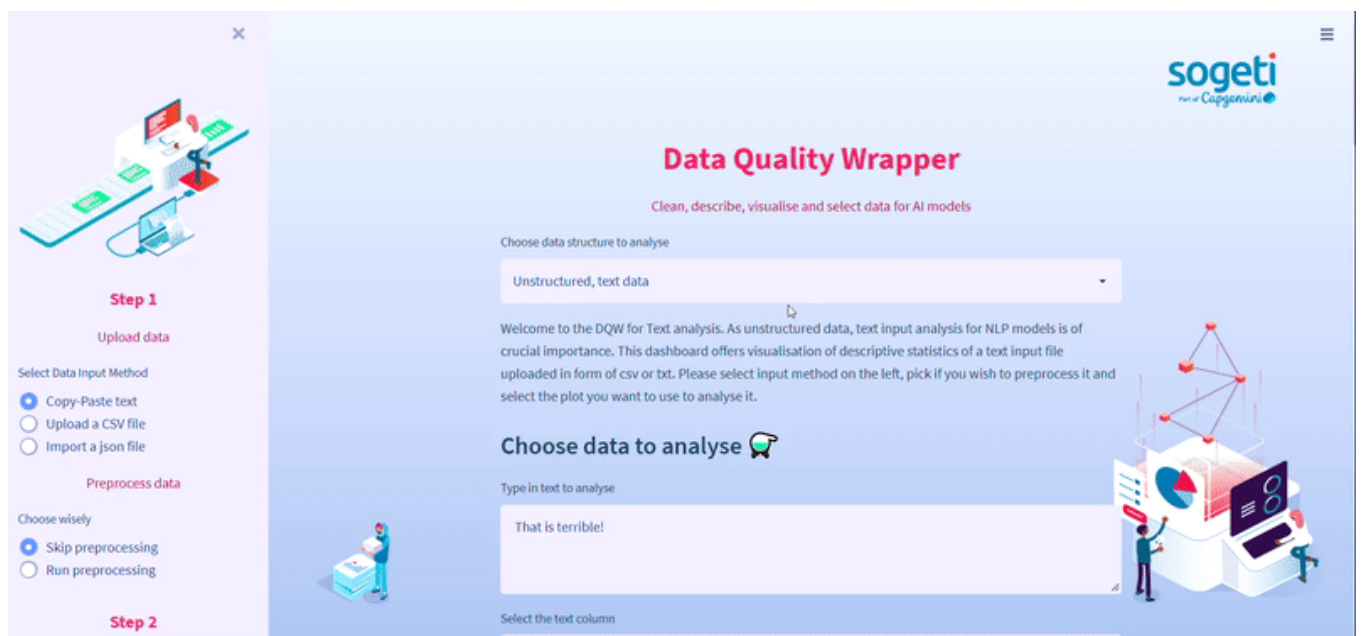 sogeti
Part of Capgemini
Data Quality Wrapper
Clean, describe, visualise and select data for AI models
Choose data structure to analyse
Unstructured, text data
Welcome to the DQW for Text analysis. As unstructured data, text input analysis for NLP models is of
crucial importance. This dashboard offers visualisation of descriptive statistics of a text input file
uploaded in form of csv or txt. Please select input method on the left, pick if you wish to preprocess it and
select the plot you want to use to analyse it.
Choose data to analyse
Type in text to analyse
That is terrible!
Select the text column
Step 1
Upload data
Select Data Input Method
Copy-Paste text
Upload a CSV file
Import a json file
Preprocess data
Choose wisely
Skip preprocessing
Run preprocessing
Step 2